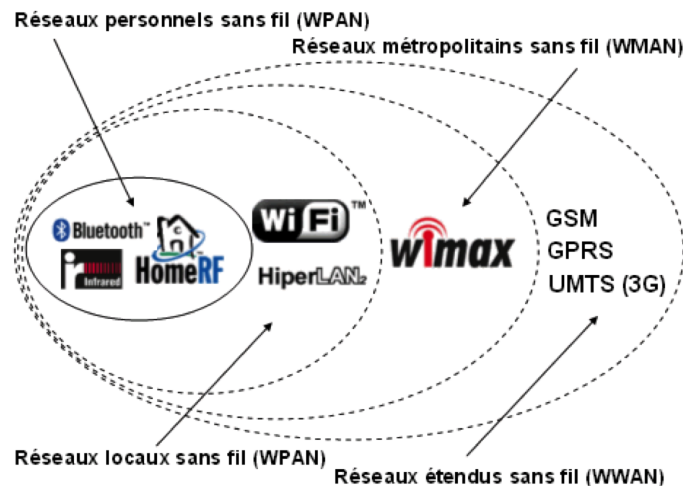 Réseaux personnels sans fil (WPAN)
Réseaux métropolitains sans fil (WMAN)
Bluetooth™
Infrared
HomeRF
WiFi™
HiperLAN2
wimax
GSM
GPRS
UMTS (3G)
Réseaux locaux sans fil (WPAN)
Réseaux étendus sans fil (WWAN)